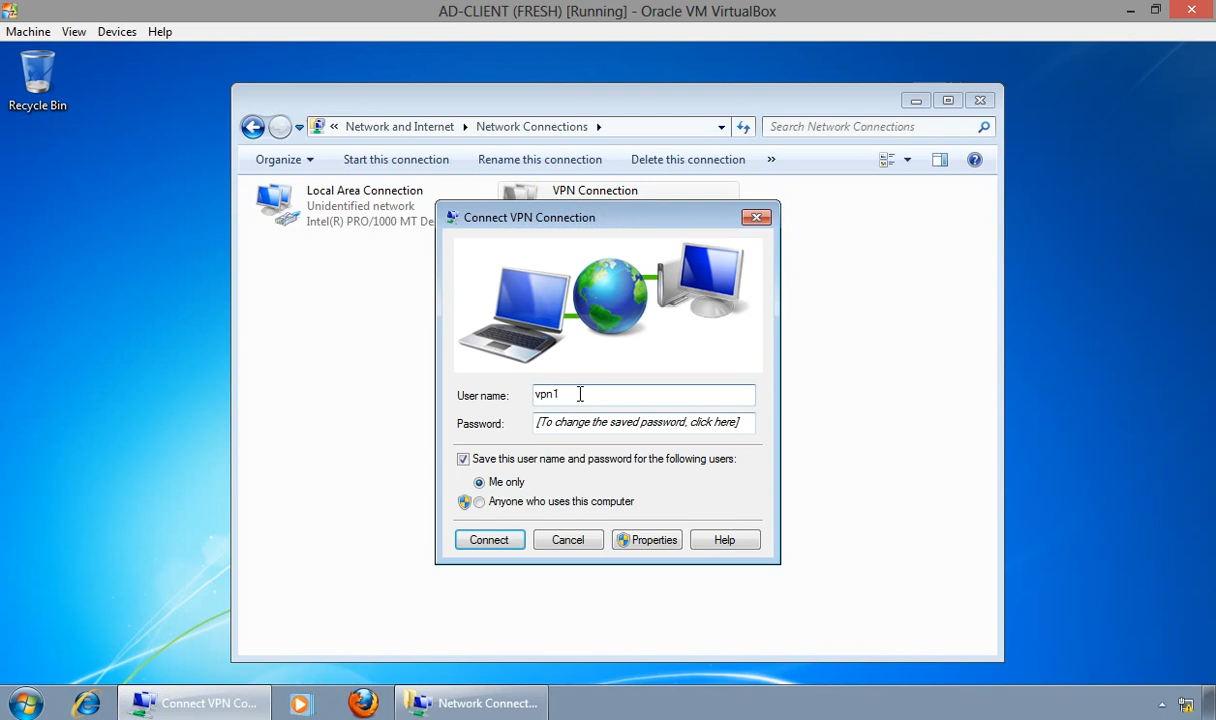 AD-CLIENT (FRESH) [Running] - Oracle VM VirtualBox
Machine View Devices Help
Recycle Bin
« Network and Internet Network Connections
Search Network Connections
Organize Start this connection Rename this connection Delete this connection »
Local Area Connection
Unidentified network
Intel(R) PRO/1000 MT De
VPN Connection
Connect VPN Connection
User name: vpn1
Password: [To change the saved password, click here]
Save this user name and password for the following users:
Me only
Anyone who uses this computer
Connect Cancel Properties Help
Connect VPN Co... Network Connect...